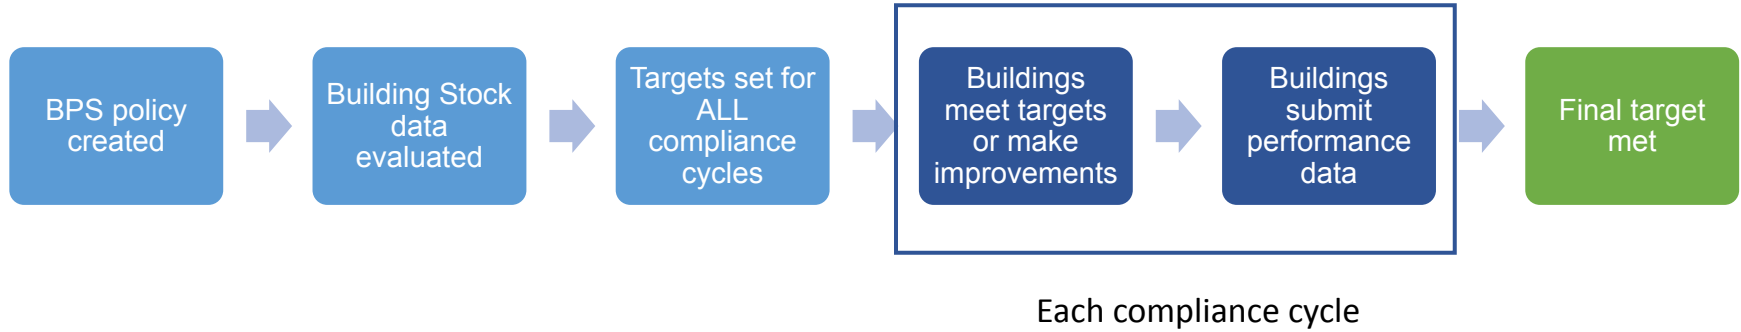 BPS policy
created
Building Stock
data
evaluated
Targets set for
ALL
compliance
cycles
Buildings
meet targets
or make
improvements
Buildings
submit
performance
data
Final target
met
Each compliance cycle